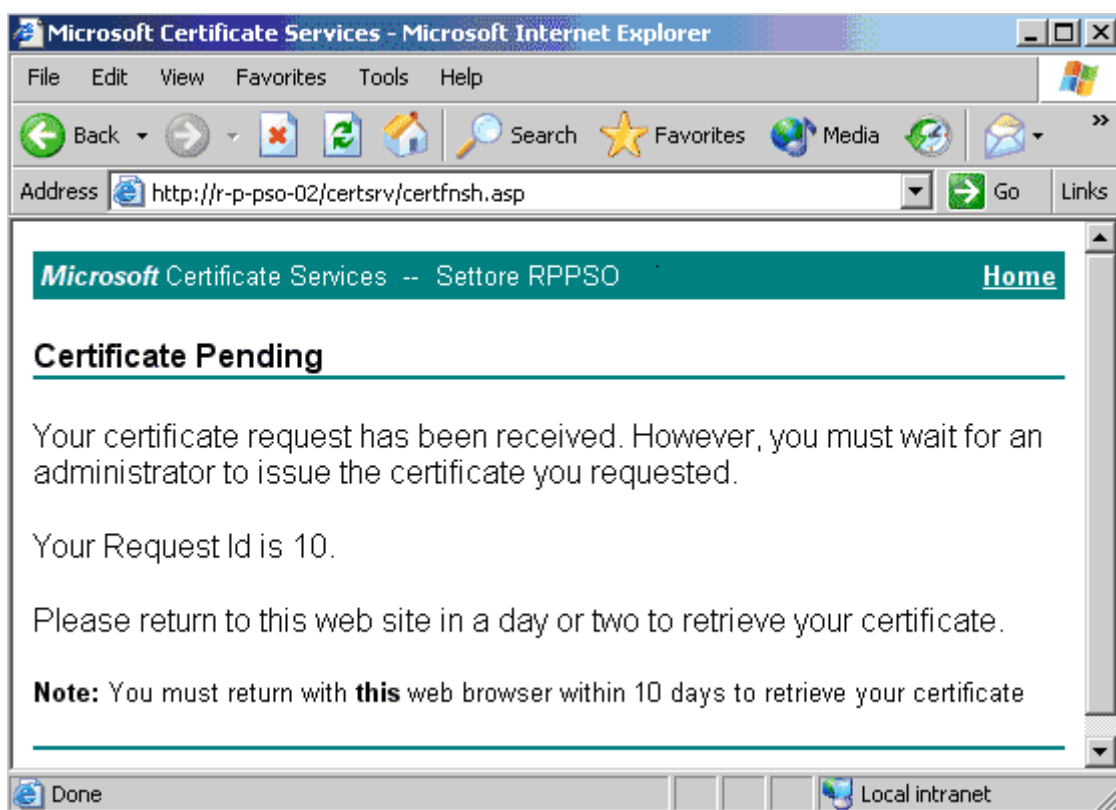 Microsoft Certificate Services - Microsoft Internet Explorer
File Edit View Favorites Tools Help
Back Search Favorites Media »
Address http://r-p-pso-02/certsrv/certfnsh.asp Go Links
Microsoft Certificate Services -- Settore RPPSO Home
Certificate Pending
Your certificate request has been received. However, you must wait for an
administrator to issue the certificate you requested.
Your Request Id is 10.
Please return to this web site in a day or two to retrieve your certificate.
Note: You must return with this web browser within 10 days to retrieve your certificate
Done Local intranet